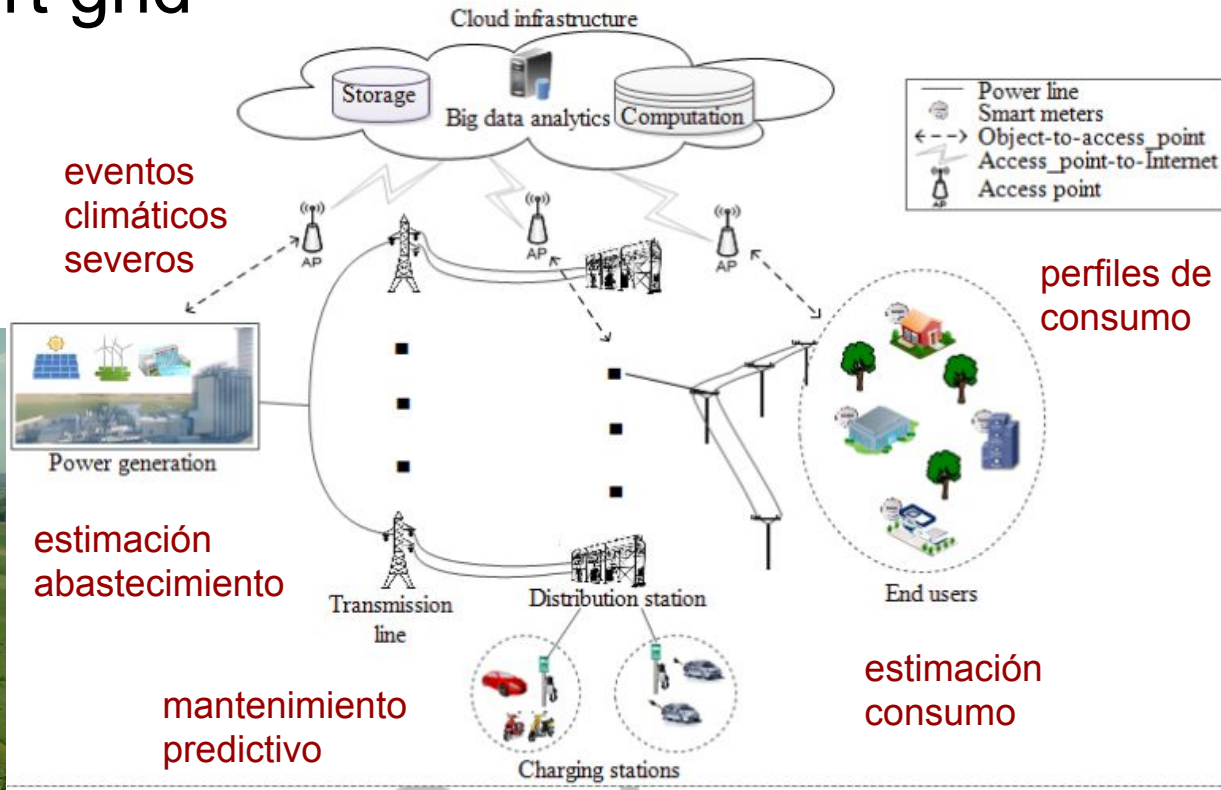 rt grid
Cloud infrastructure
Storage
Big data analytics
Computation
Power line
Smart meters
Object-to-access_point
Access_point-to-Internet
Access point
AP
eventos
climáticos
severos
AP
AP
AP
perfiles de
consumo
Power generation
estimación
abastecimiento
Transmission
line
Distribution station
End users
mantenimiento
predictivo
estimación
consumo
Charging stations